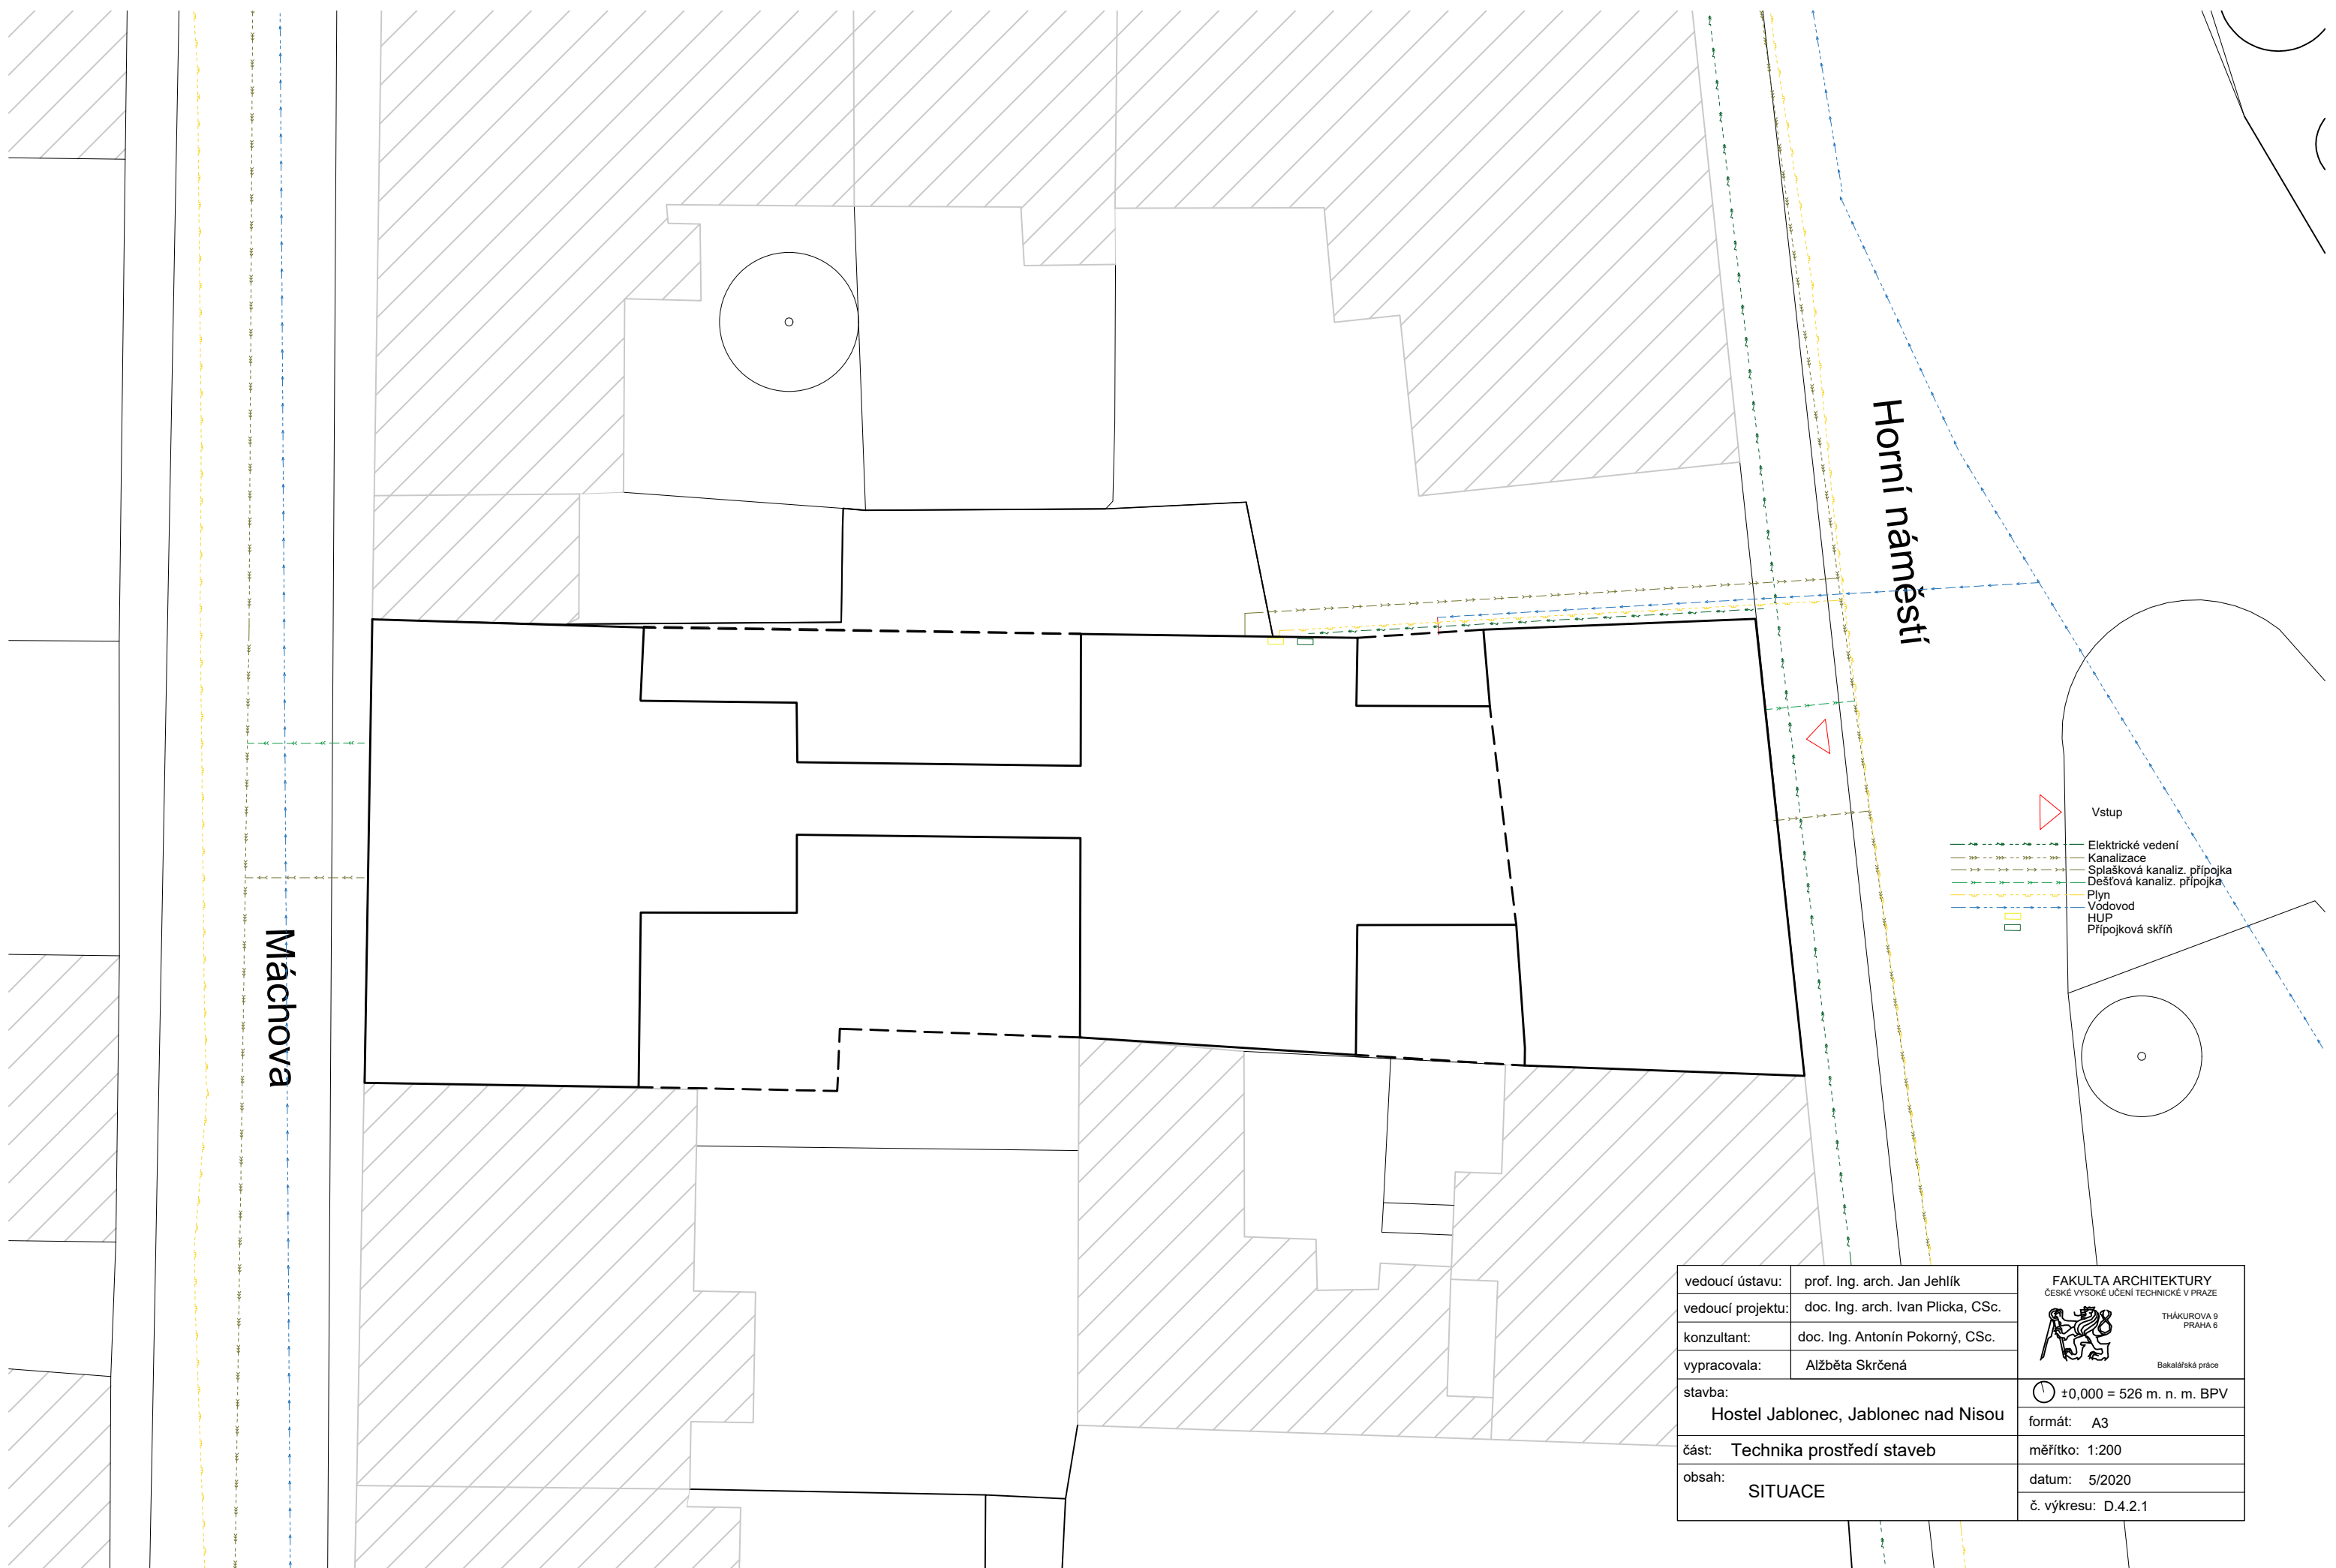 Horní náměstí
Máchova
Vstup
Elektrické vedení
Kanalizace
Splašková kanaliz. přípojka
Dešťová kanaliz. přípojka
Plyn
Vodovod
HUP
Přípojková skříň
vedoucí ústavu: prof. Ing. arch. Jan Jehlík
vedoucí projektu: doc. Ing. arch. Ivan Plicka, CSc.
konzultant: doc. Ing. Antonín Pokorný, CSc.
vypracovala: Alžběta Skrčená
FAKULTA ARCHITEKTURY
ČESKÉ VYSOKÉ UČENÍ TECHNICKÉ V PRAZE
THÁKUROVA 9
PRAHA 6
Bakalářská práce
stavba:
Hostel Jablonec, Jablonec nad Nisou
část: Technika prostředí staveb
obsah:
SITUACE
±0,000 = 526 m. n. m. BPV
formát: A3
měřítko: 1:200
datum: 5/2020
č. výkresu: D.4.2.1